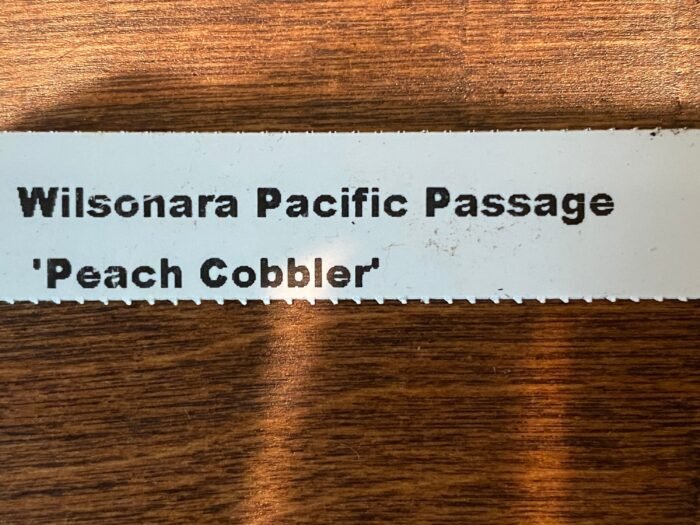 Wilsonara Pacific Passage
'Peach Cobbler'